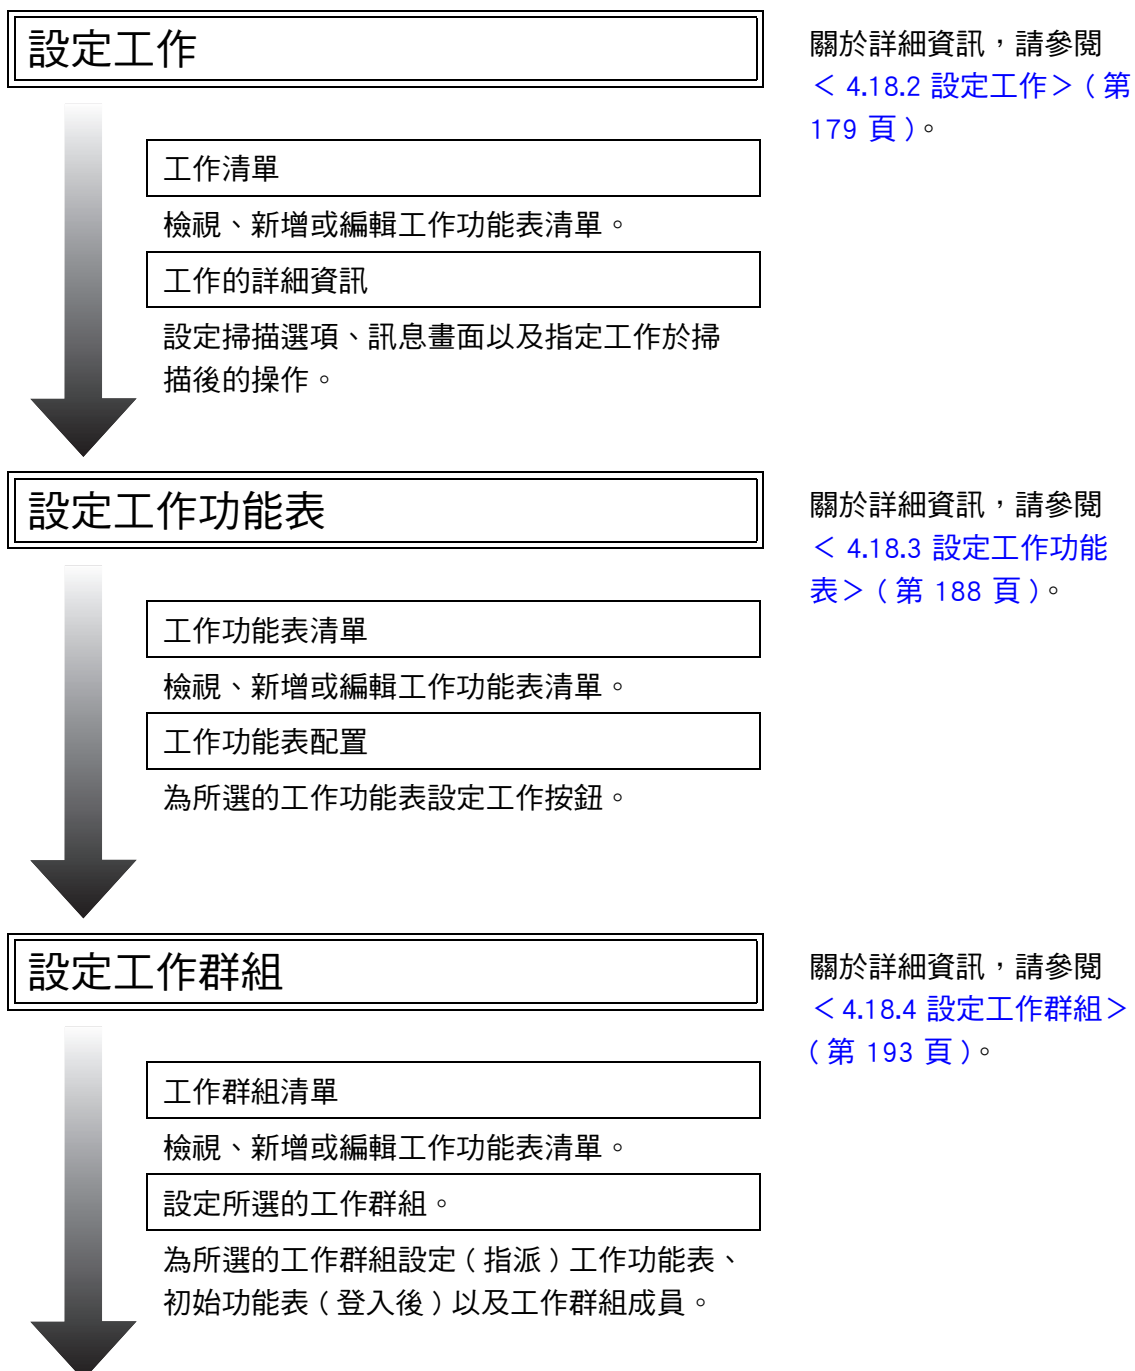 設定工作
關於詳細資訊，請參閱
＜ 4.18.2 設定工作＞ ( 第
179 頁 )。
工作清單
檢視、新增或編輯工作功能表清單。
工作的詳細資訊
設定掃描選項、訊息畫面以及指定工作於掃
描後的操作。
設定工作功能表
關於詳細資訊，請參閱
＜ 4.18.3 設定工作功能
表＞ ( 第 188 頁 )。
工作功能表清單
檢視、新增或編輯工作功能表清單。
工作功能表配置
為所選的工作功能表設定工作按鈕。
設定工作群組
關於詳細資訊，請參閱
＜ 4.18.4 設定工作群組＞
( 第 193 頁 )。
工作群組清單
檢視、新增或編輯工作功能表清單。
設定所選的工作群組。
為所選的工作群組設定 ( 指派 ) 工作功能表、
初始功能表 ( 登入後 ) 以及工作群組成員。